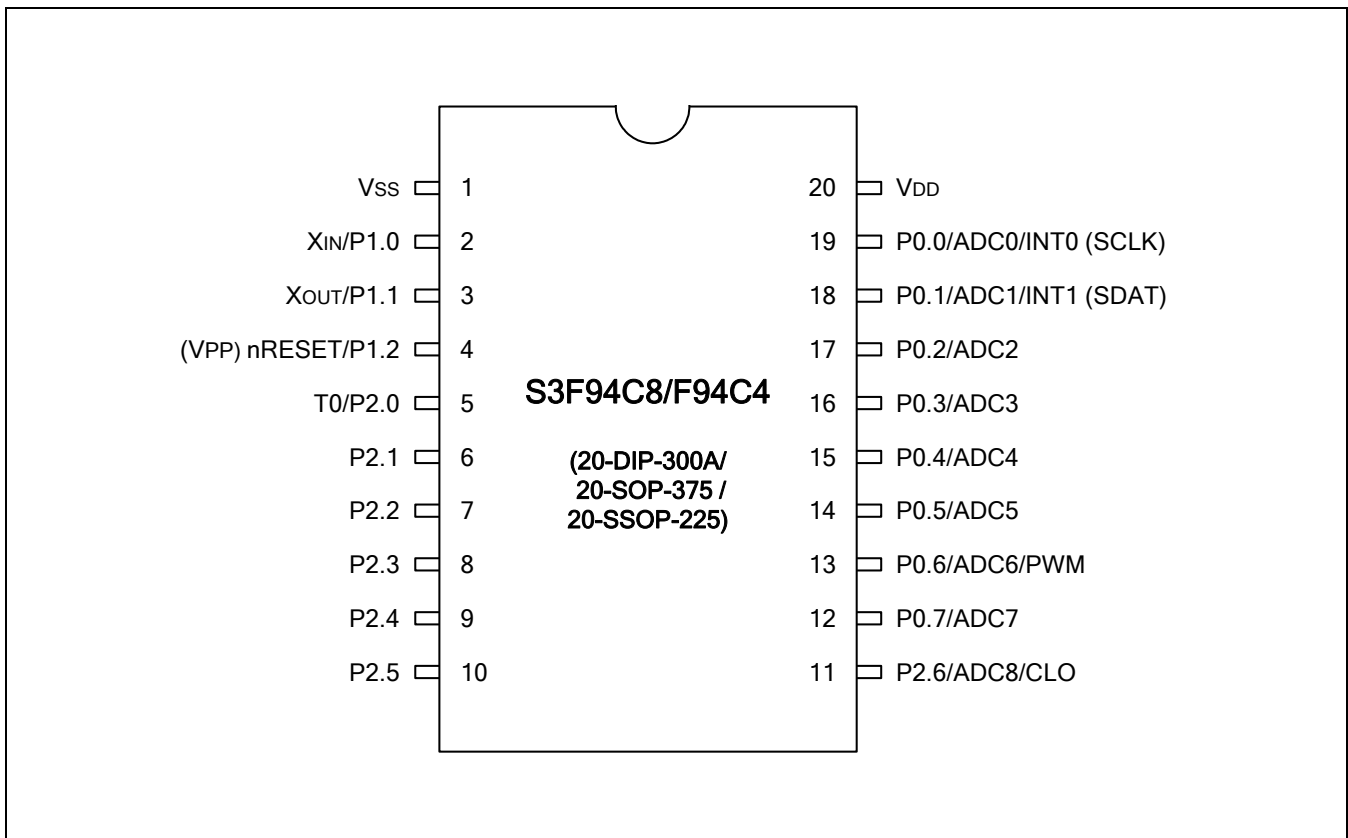 VSS 1 20 VDD
XIN/P1.0 2 19 P0.0/ADC0/INT0 (SCLK)
XOUT/P1.1 3 18 P0.1/ADC1/INT1 (SDAT)
(VPP) nRESET/P1.2 4 17 P0.2/ADC2
T0/P2.0 5 S3F94C8/F94C4 16 P0.3/ADC3
P2.1 6 (20-DIP-300A/ 15 P0.4/ADC4
20-SOP-375 /
P2.2 7 20-SSOP-225) 14 P0.5/ADC5
P2.3 8 13 P0.6/ADC6/PWM
P2.4 9 12 P0.7/ADC7
P2.5 10 11 P2.6/ADC8/CLO